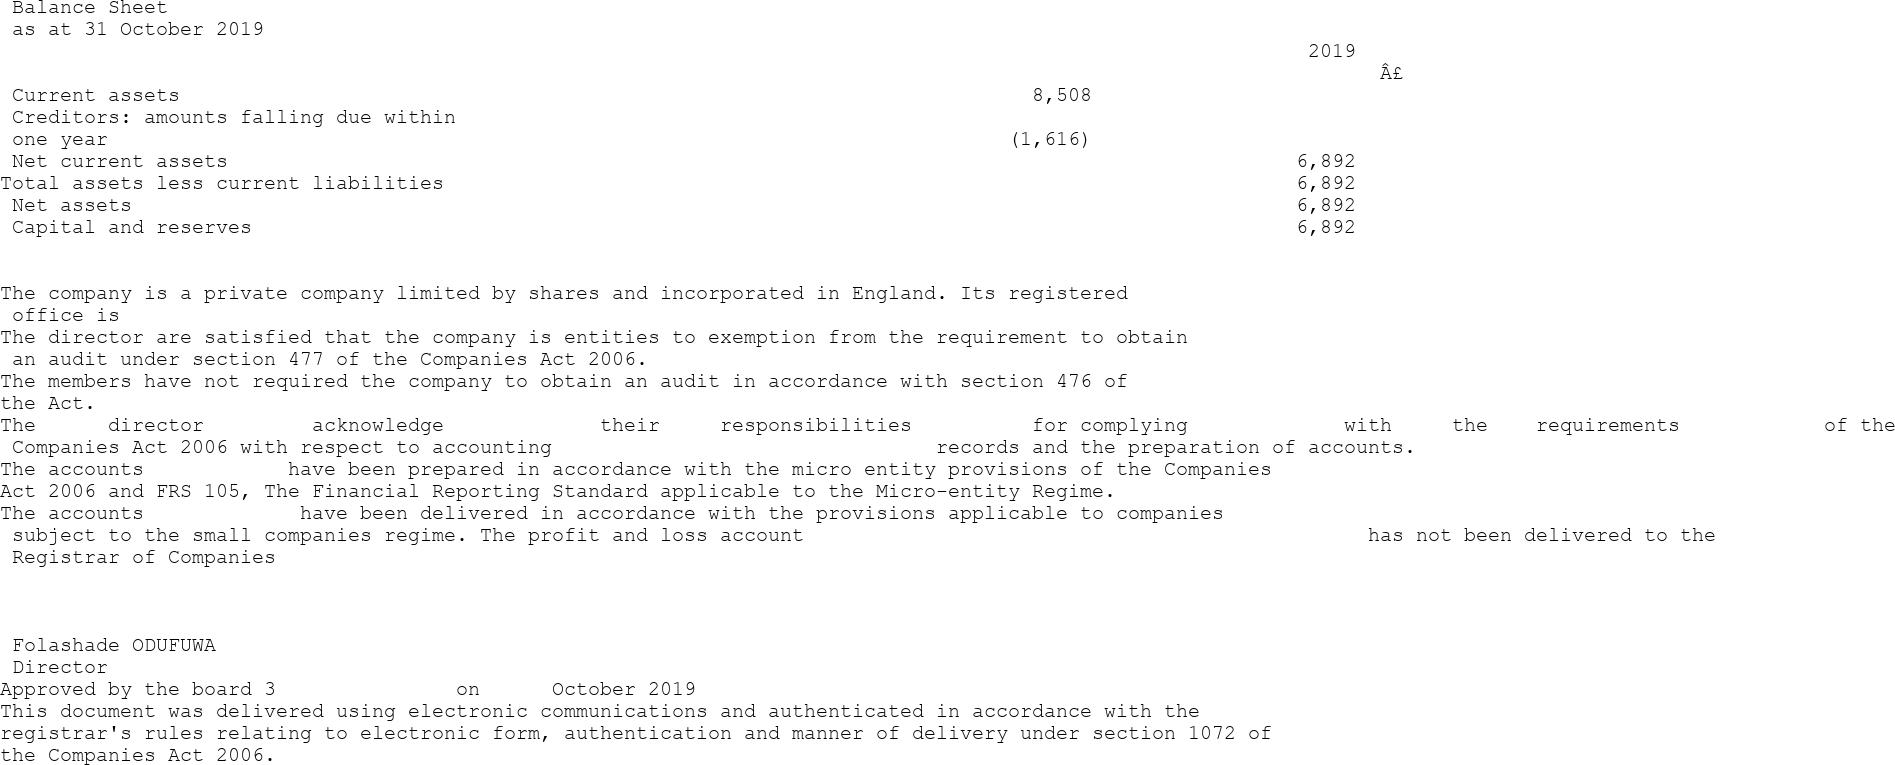 Balance Sheet
as at 31 October 2019
2019
Â£
Current assets 8,508
Creditors: amounts falling due within
one year (1,616)
Net current assets 6,892
Total assets less current liabilities 6,892
Net assets 6,892
Capital and reserves 6,892
The company is a private company limited by shares and incorporated in England. Its registered
office is
The director are satisfied that the company is entities to exemption from the requirement to obtain
an audit under section 477 of the Companies Act 2006.
The members have not required the company to obtain an audit in accordance with section 476 of
the Act.
The director acknowledge their responsibilities for complying with the requirements of the
Companies Act 2006 with respect to accounting records and the preparation of accounts.
The accounts have been prepared in accordance with the micro entity provisions of the Companies
Act 2006 and FRS 105, The Financial Reporting Standard applicable to the Micro-entity Regime.
The accounts have been delivered in accordance with the provisions applicable to companies
subject to the small companies regime. The profit and loss account has not been delivered to the
Registrar of Companies
Folashade ODUFUWA
Director
Approved by the board 3 on October 2019
This document was delivered using electronic communications and authenticated in accordance with the
registrar's rules relating to electronic form, authentication and manner of delivery under section 1072 of
the Companies Act 2006.